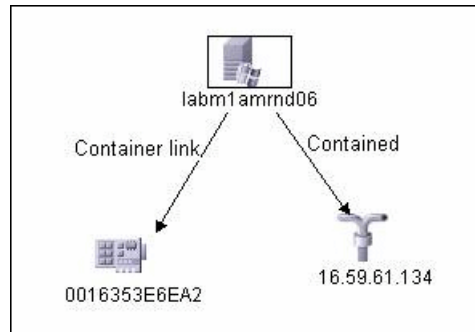 labm1amrnd06
Container link
Contained
0016353E6EA2
16.59.61.134